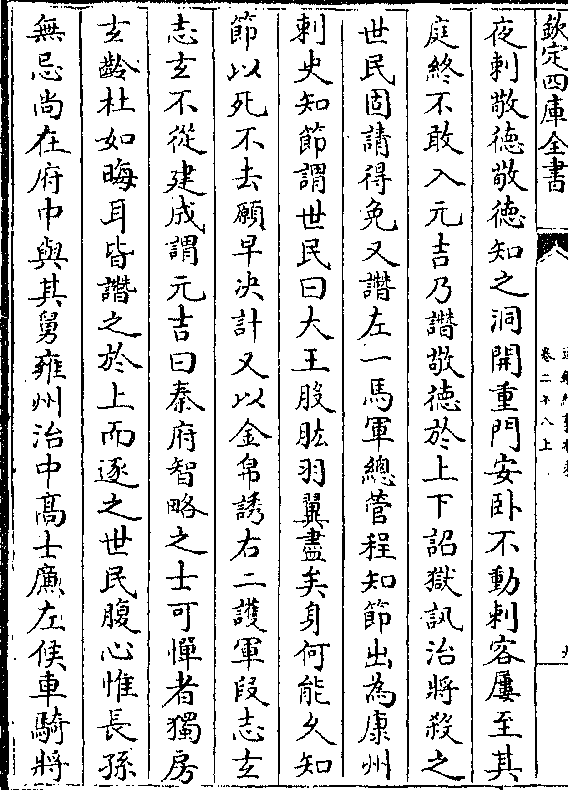 欽定四庫全書
卷二十八上
夜刺敬徳敬徳知之洞開重門安卧不動刺客屢至其
庭終不敢入元吉乃譖敬徳於上下詔獄訊治將殺之
世民固請得免又譖左一馬軍總管程知節出為康州
刺史知節謂世民曰大王股肱羽翼盡矣身何能久知
節以死不去願早决計又以金帛誘右二護軍段志玄
志玄不從建成謂元吉曰秦府智略之士可憚者獨房
玄齡杜如晦耳皆譖之於上而逐之世民腹心惟長孫
無忌尚在府中與其舅雍州治中髙士廉左候車騎將